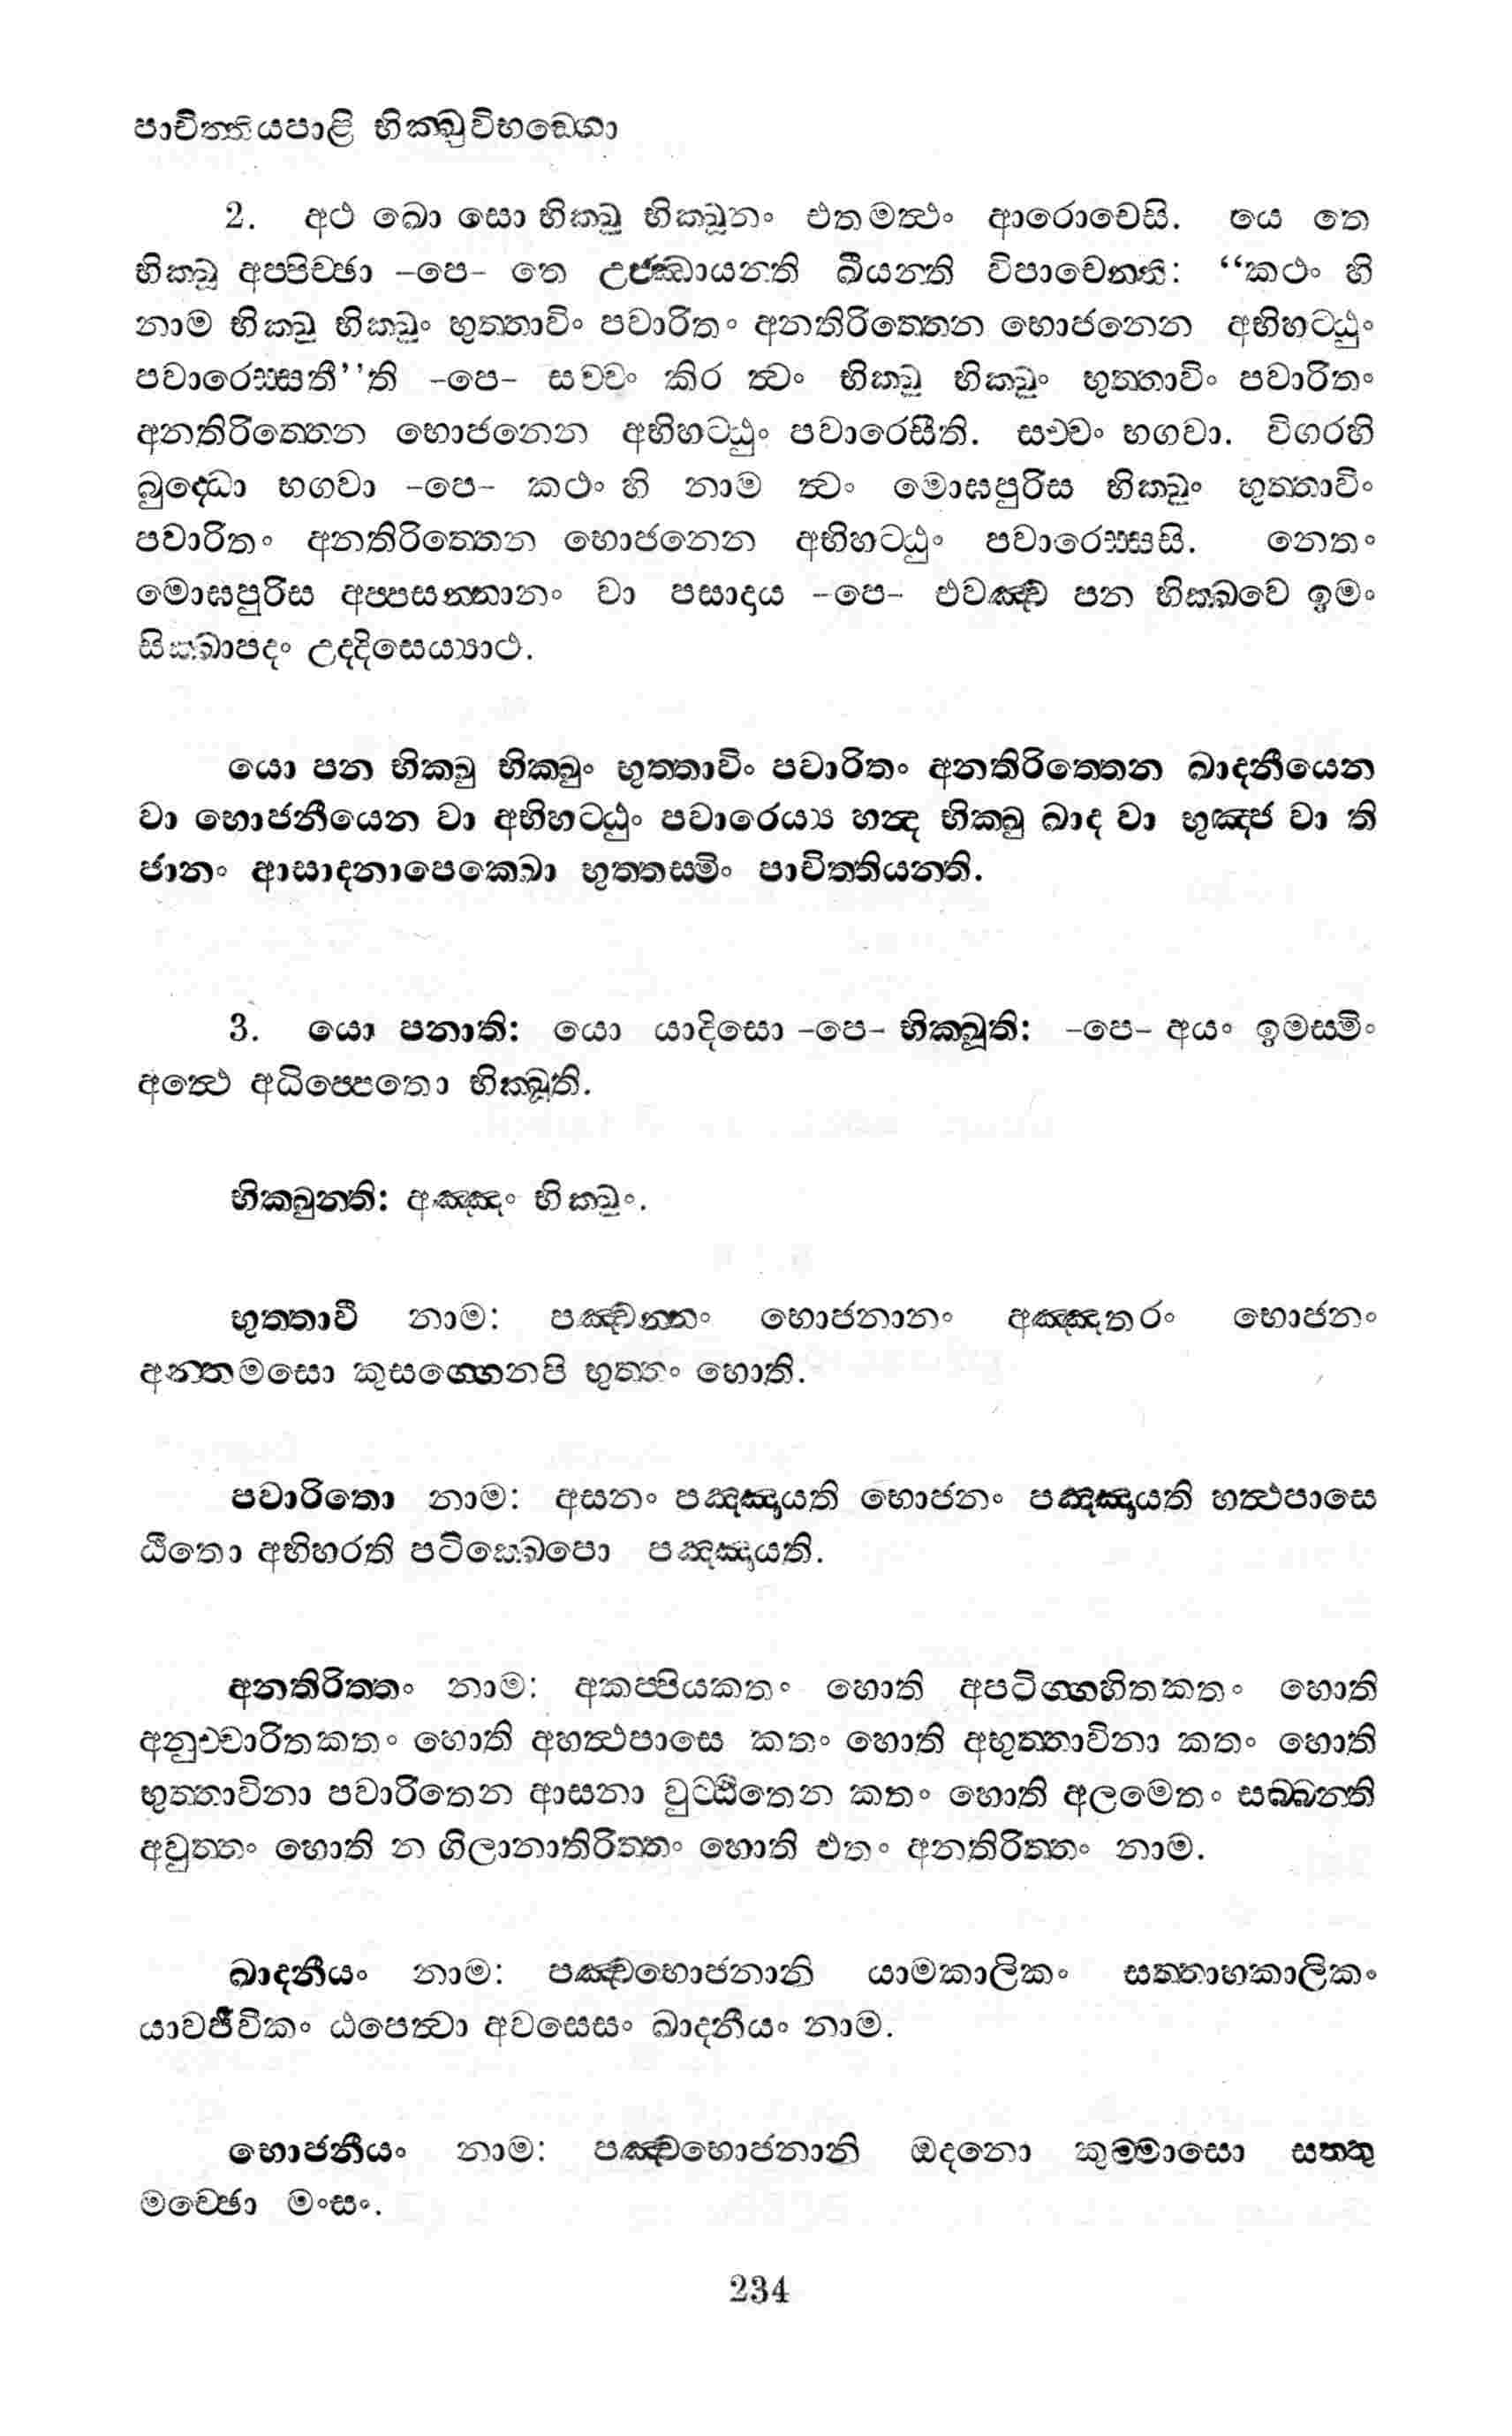 පාචිත්තියපාළි භික්ඛුවිභඞ්ගො
2. අථ ඛො සො භික්ඛු භික්ඛූනං එතමත්ථං ආරොචෙසි. යෙ තෙ
භික්ඛූ අප්පිච්ඡා -පෙ- තෙ උජ්ඣායන්ති ඛීයන්ති විපාචෙන්ති: “කථං හි
නාම භික්ඛු භික්ඛුං භුත්තාවිං පවාරිතං අනතිරිත්තෙන භොජනෙන අභිහට්ඨුං
පවාරෙස්සතී’’ති -පෙ- සච්චං කිර ත්වං භික්ඛු භික්ඛුං භුත්තාවිං පවාරිතං
අනතිරිත්තෙන භොජනෙන අභිහට්ඨුං පවාරෙසීති. සච්චං භගවා. විගරහි
බුද්ධො භගවා -පෙ- කථං හි නාම ත්වං මොඝපුරිස භික්ඛුං භුත්තාවිං
පවාරිතං අනතිරිත්තෙන භොජනෙන අභිහට්ඨුං පවාරෙස්සසි. නෙතං
මොඝපුරිස අප්පසන්නානං වා පසාදාය -පෙ- එවඤ්ච පන භික්ඛවෙ ඉමං
සික්ඛාපදං උද්දිසෙය්‍යාථ.
යො පන භික්ඛු භික්ඛුං භුත්තාවිං පවාරිතං අනතිරිත්තෙන ඛාදනීයෙන
වා භොජනීයෙන වා අභිහට්ඨුං පවාරෙය්‍ය හන්ද භික්ඛු ඛාද වා භුඤ්ජ වා ති
ජානං ආසාදනාපෙක්ඛො භුත්තස්මිං පාචිත්තියන්ති.
3. යො පනාති: යො යාදිසො -පෙ- භික්ඛූති: -පෙ- අයං ඉමස්මිං
අත්ථෙ අධිප්පෙතො භික්ඛූති.
භික්ඛුන්ති: අඤ්ඤං භික්ඛුං.
භුත්තාවී නාම: පඤ්චන්නං භොජනානං අඤ්ඤතරං භොජනං
අන්තමසො කුසග්ගෙනපි භුත්තං හොති.
පවාරිතො නාම: අසනං පඤ්ඤායති භොජනං පඤ්ඤායති හත්ථපාසෙ
ඨිතො අභිහරති පටික්ඛෙපො පඤ්ඤායති.
අනතිරිත්තං නාම: අකප්පියකතං හොති අපටිග්ගහිතකතං හොති
අනුච්චාරිතකතං හොති අහත්ථපාසෙ කතං හොති අභුත්තාවිනා කතං හොති
භුත්තාවිනා පවාරිතෙන ආසනා වුට්ඨිතෙන කතං හොති අලමෙතං සබ්බන්ති
අවුත්තං හොති න ගිලානාතිරිත්තං හොති එතං අනතිරිත්තං නාම.
ඛාදනීයං නාම: පඤ්චභොජනානි යාමකාලිකං සත්තාහකාලිකං
යාවජීවිකං ඨපෙත්වා අවසෙසං ඛාදනීයං නාම.
භොජනීයං නාම: පඤ්චභොජනානි ඔදනො කුම්මාසො සත්තු
මච්ඡො මංසං.
234